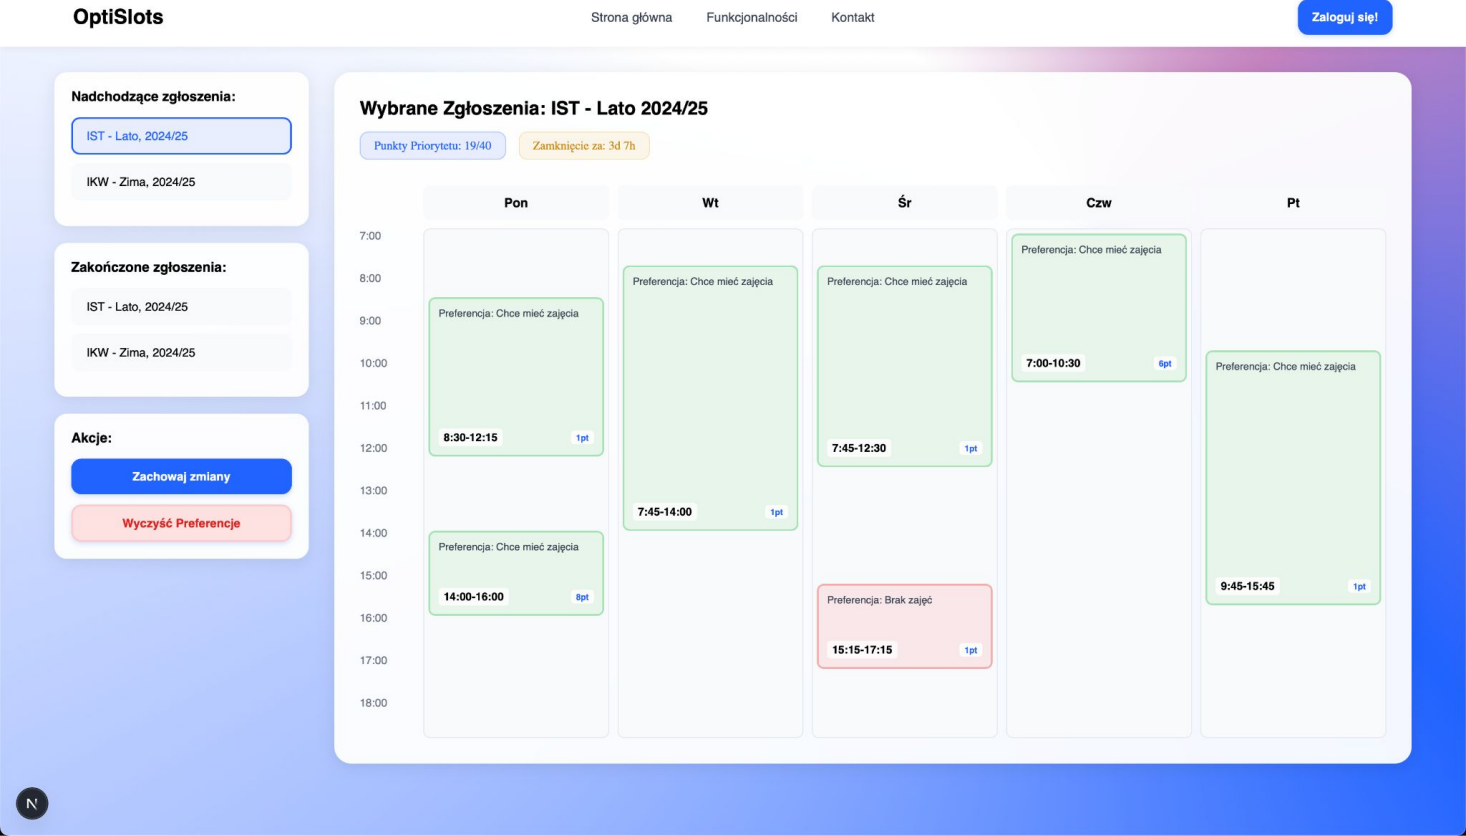 OptiSlots
Strona główna
Funkcjonalności
Kontakt
Zaloguj się!
Nadchodzące zgłoszenia:
IST - Lato, 2024/25
IKW - Zima, 2024/25
Zakończone zgłoszenia:
IST - Lato, 2024/25
IKW - Zima, 2024/25
Akcje:
Zachowaj zmiany
Wyczyść Preferencje
Wybrane Zgłoszenia: IST - Lato 2024/25
Punkty Priorytetu: 19/40
Zamknięcie za: 3d 7h
Pon
Wt
Śr
Czw
Pt
7:00
8:00
9:00
10:00
11:00
12:00
13:00
14:00
15:00
16:00
17:00
18:00
Preferencja: Chce mieć zajęcia
8:30-12:15
1pt
Preferencja: Chce mieć zajęcia
14:00-16:00
8pt
Preferencja: Chce mieć zajęcia
7:45-14:00
1pt
Preferencja: Chce mieć zajęcia
7:45-12:30
1pt
Preferencja: Brak zajęć
15:15-17:15
1pt
Preferencja: Chce mieć zajęcia
7:00-10:30
6pt
Preferencja: Chce mieć zajęcia
9:45-15:45
1pt
N